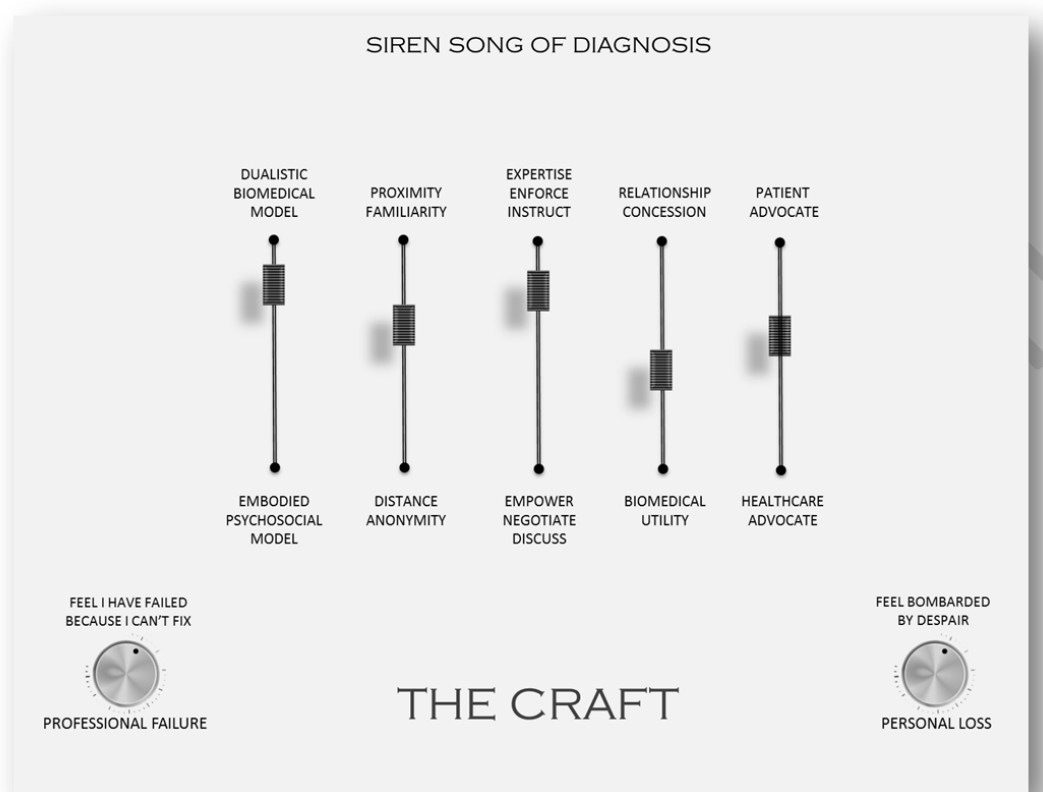 SIREN SONG OF DIAGNOSIS
DUALISTIC
BIOMEDICAL
MODEL
PROXIMITY
FAMILIARITY
EXPERTISE
ENFORCE
INSTRUCT
RELATIONSHIP
CONCESSION
PATIENT
ADVOCATE
EMBODIED
PSYCHOSOCIAL
MODEL
DISTANCE
ANONYMITY
EMPOWER
NEGOTIATE
DISCUSS
BIOMEDICAL
UTILITY
HEALTHCARE
ADVOCATE
FEEL I HAVE FAILED
BECAUSE I CAN'T FIX
PROFESSIONAL FAILURE
THE CRAFT
FEEL BOMBARDED
BY DESPAIR
PERSONAL LOSS